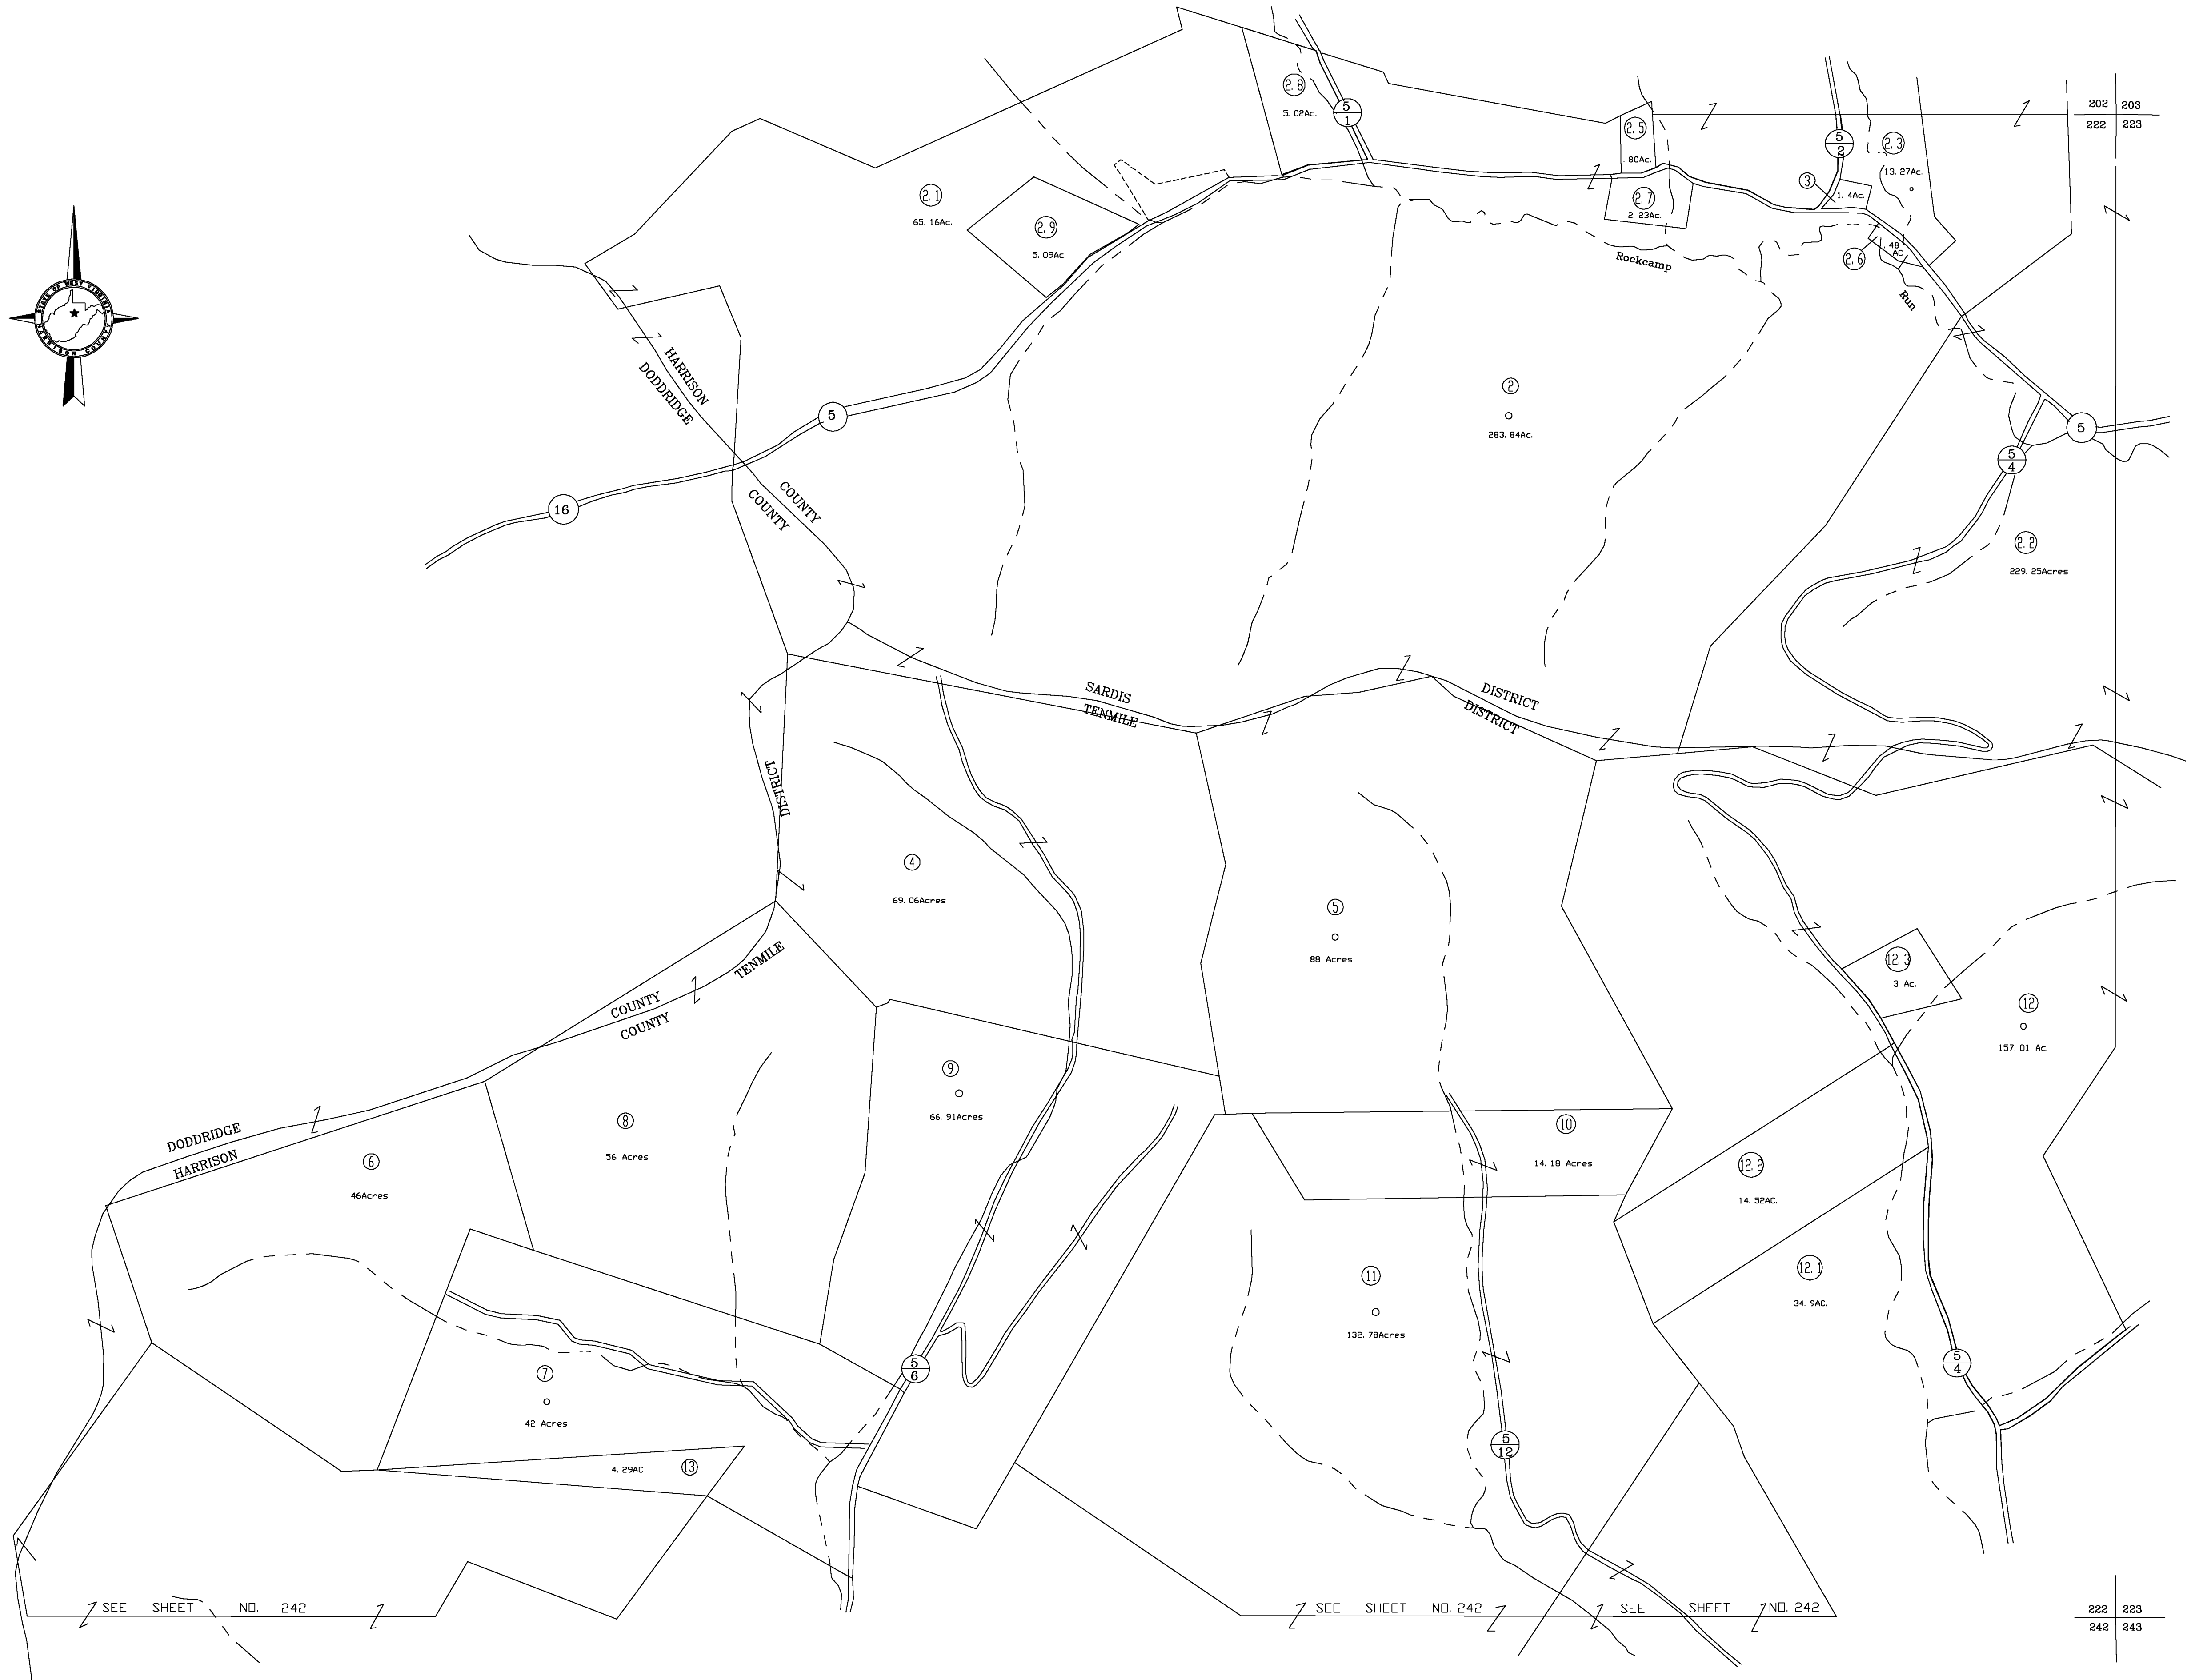 202 203
222 223
2.8
5.02Ac.
5
1
2.5
.80Ac.
5
2
2.3
13.27Ac.
3
1.4Ac.
2.1
65.16Ac.
2.9
5.09Ac.
2.7
2.23Ac.
.48
AC
2.6
Rockcamp
Run
STATE OF WEST VIRGINIA
HARRISON COUNTY
HARRISON
DODDRIDGE
2
283.84Ac.
5
5
5
4
16
COUNTY
COUNTY
2.2
229.25Acres
SARDIS
TENMILE
DISTRICT
DISTRICT
DISTRICT
4
69.06Acres
5
88 Acres
12.3
3 Ac.
12
157.01 Ac.
TENMILE
COUNTY
COUNTY
9
66.91Acres
8
56 Acres
10
14.18 Acres
DODDRIDGE
HARRISON
6
46Acres
12.2
14.52AC.
11
132.78Acres
12.1
34.9AC.
5
6
5
4
7
42 Acres
5
12
4.29AC 13
SEE SHEET NO. 242
SEE SHEET NO. 242
SEE SHEET NO. 242
222 223
242 243